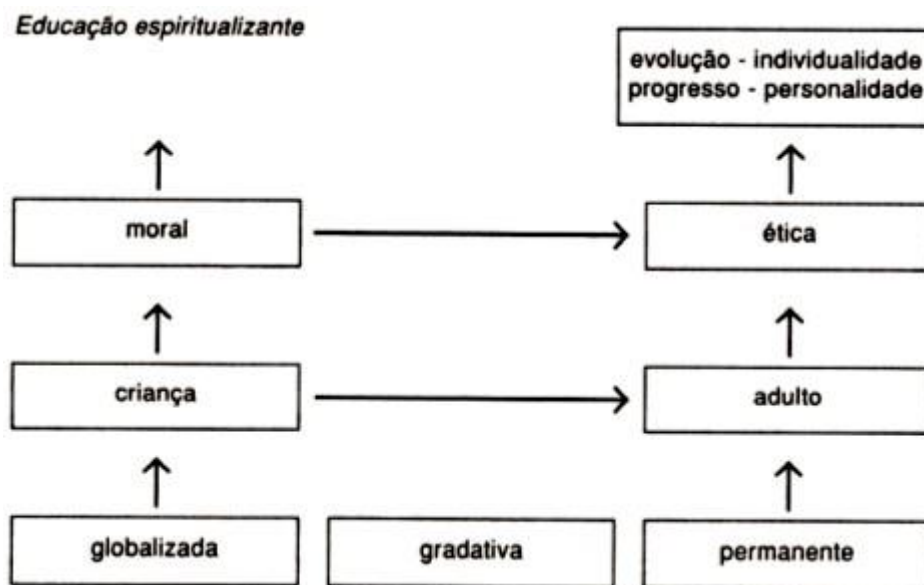 Educação espiritualizante
evolução - individualidade
progresso - personalidade
moral
ética
criança
adulto
globalizada
gradativa
permanente